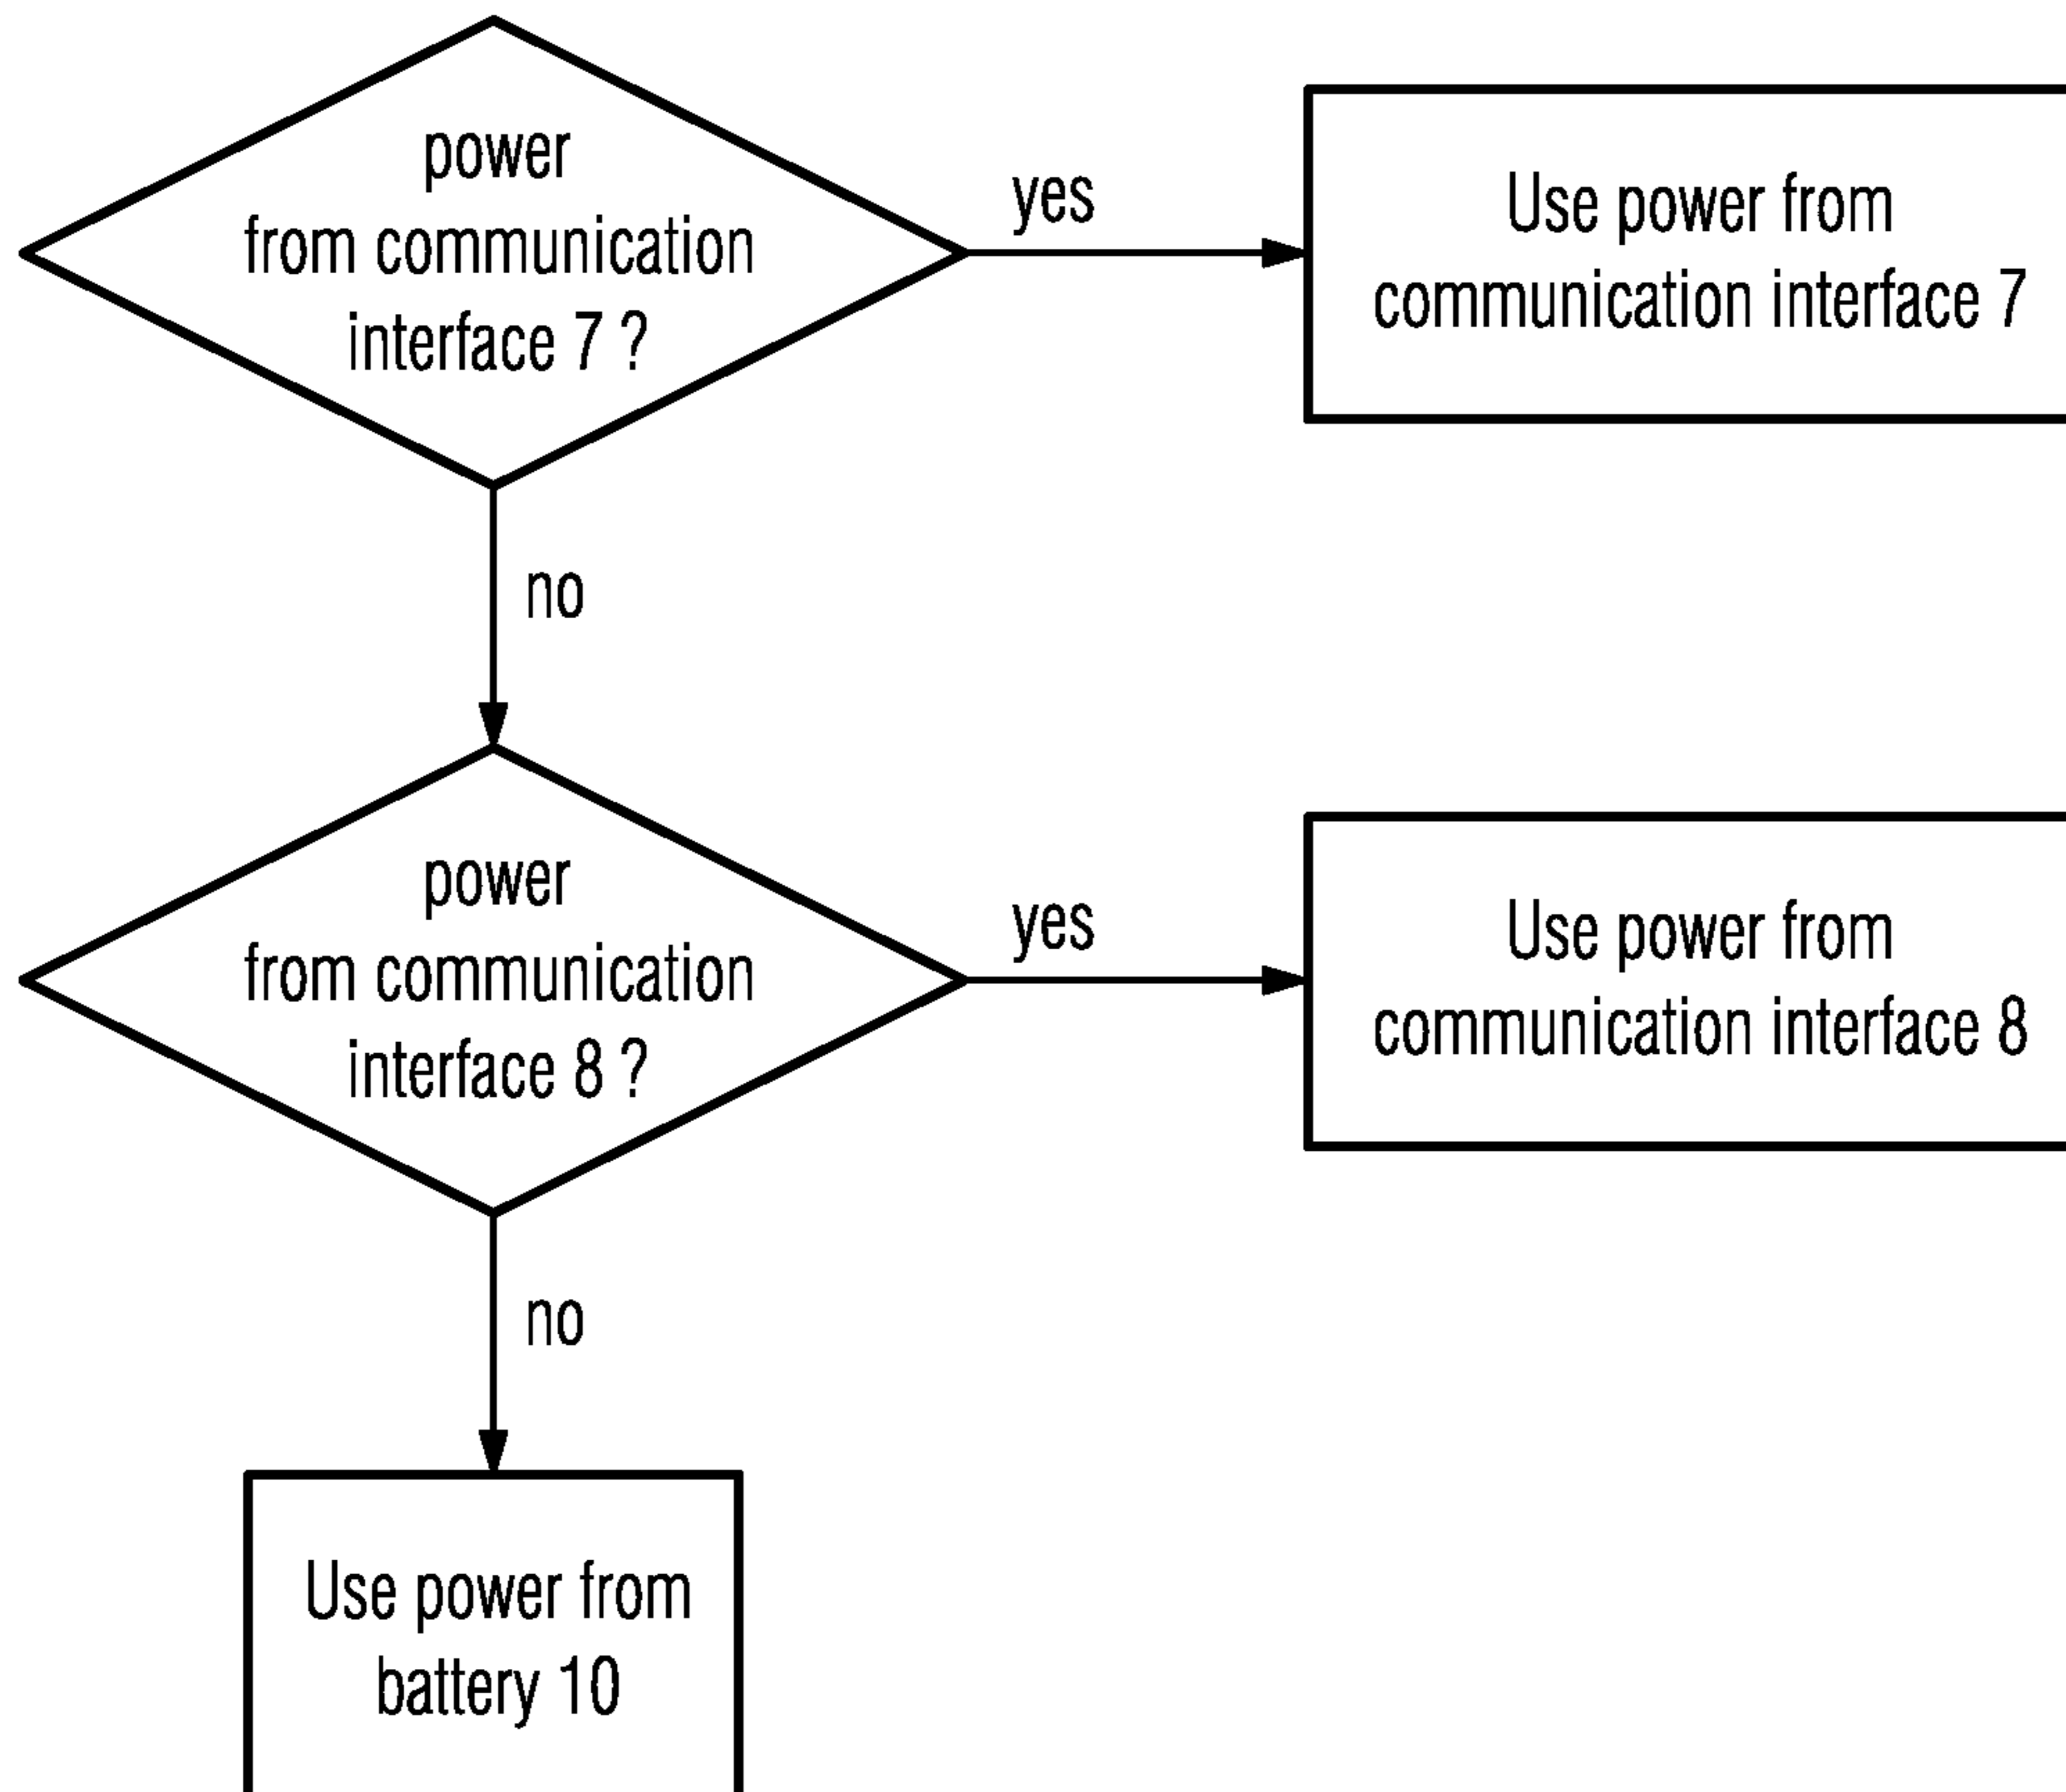 power
from communication
interface 7 ?
yes
Use power from
communication interface 7
no
power
from communication
interface 8 ?
yes
Use power from
communication interface 8
no
Use power from
battery 10